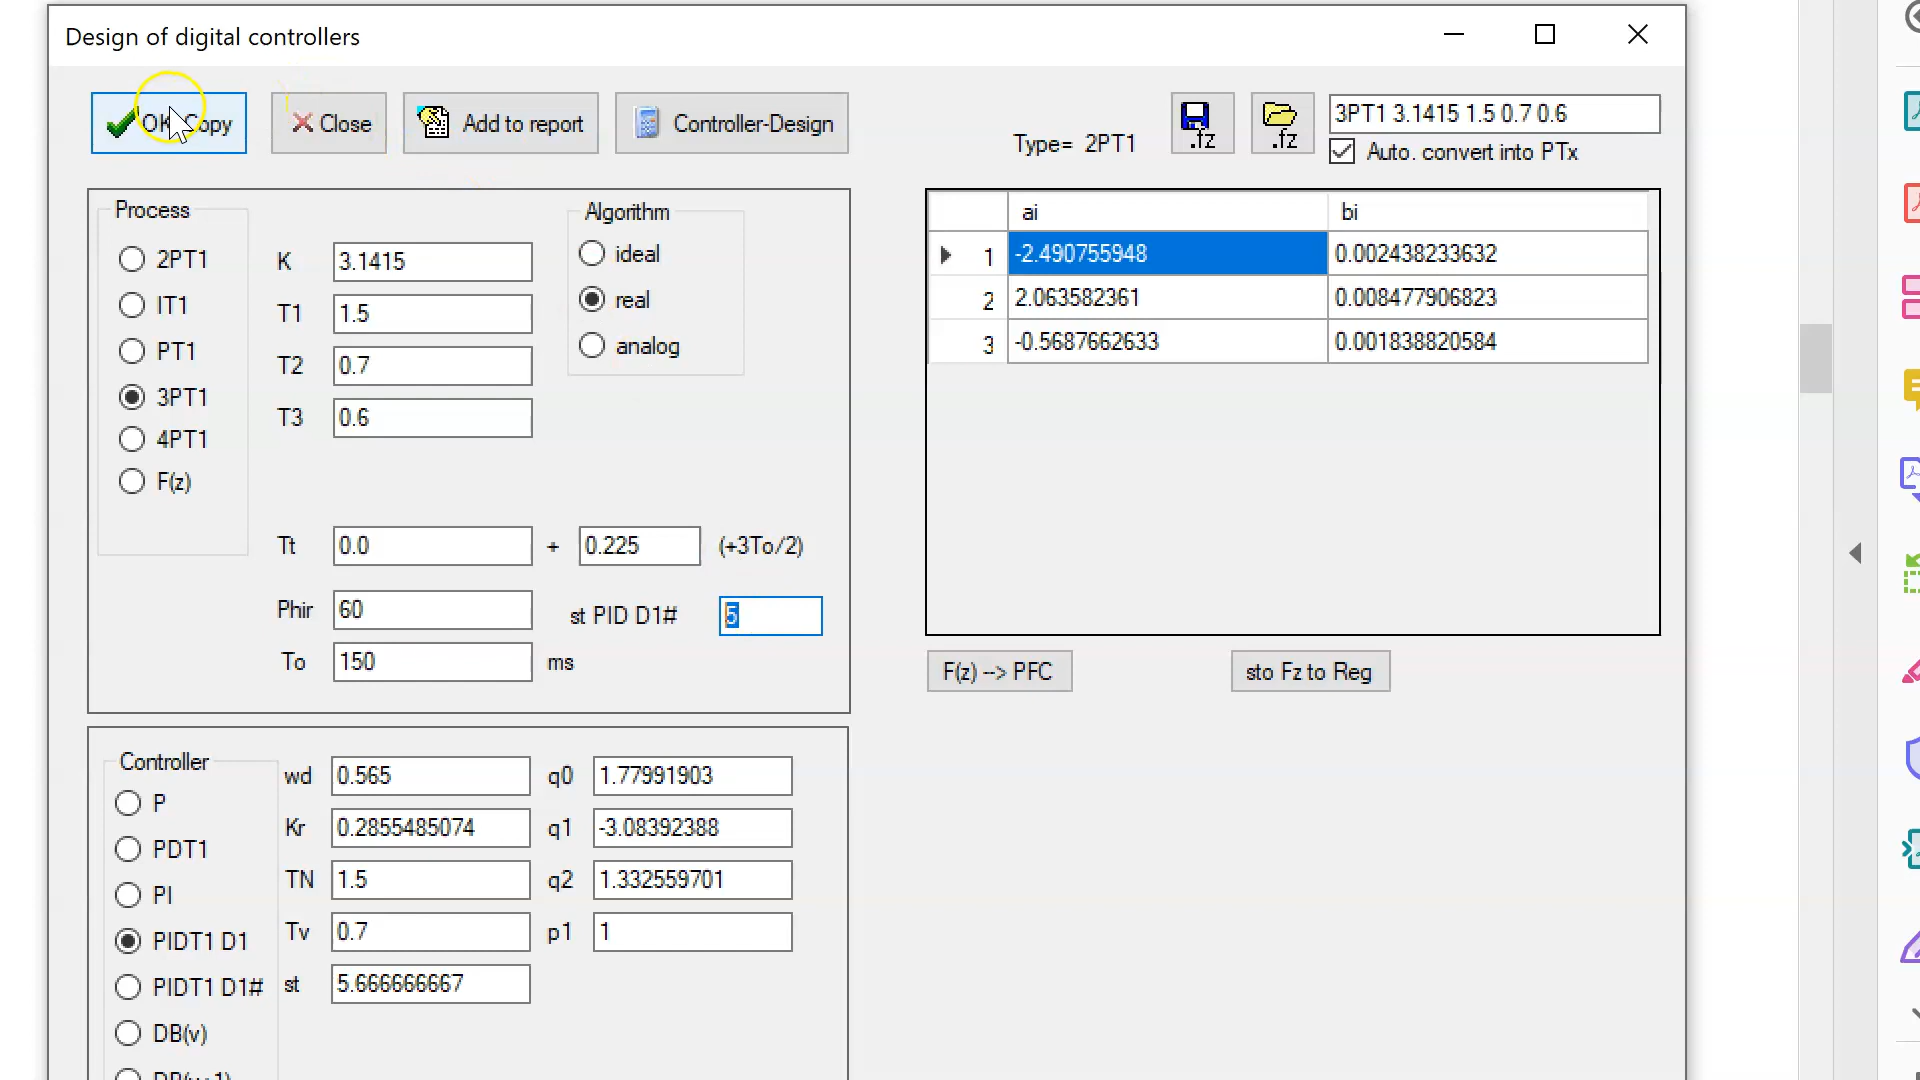 Design of digital controllers
OK Copy
Close
Add to report
Controller-Design
Type= 2PT1
.fz
.fz
3PT1 3.1415 1.5 0.7 0.6
Auto. convert into PTx
Process
2PT1
IT1
PT1
3PT1
4PT1
F(z)
K 3.1415
T1 1.5
T2 0.7
T3 0.6
Algorithm
ideal
real
analog
Tt 0.0 + 0.225 (+3To/2)
Phir 60 st PID D1# 5
To 150 ms
ai bi
1 -2.490755948 0.002438233632
2 2.063582361 0.008477906823
3 -0.5687662633 0.001838820584
F(z) --> PFC
sto Fz to Reg
Controller
P
PDT1
PI
PIDT1 D1
PIDT1 D1#
DB(v)
DB(v+1)
wd 0.565 q0 1.77991903
Kr 0.2855485074 q1 -3.08392388
TN 1.5 q2 1.332559701
Tv 0.7 p1 1
st 5.666666667